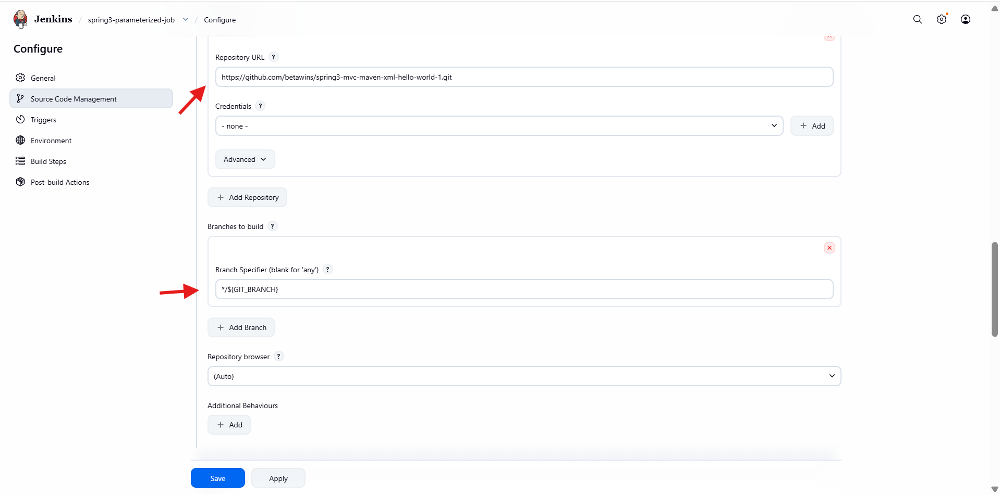 Jenkins / spring3-parameterized-job / Configure
Configure
General
Source Code Management
Triggers
Environment
Build Steps
Post-build Actions
Repository URL ?
https://github.com/betawins/spring3-mvc-maven-xml-hello-world-1.git
Credentials ?
- none -
+ Add
Advanced
+ Add Repository
Branches to build ?
Branch Specifier (blank for 'any') ?
*/${GIT_BRANCH}
+ Add Branch
Repository browser ?
(Auto)
Additional Behaviours
+ Add
Save
Apply